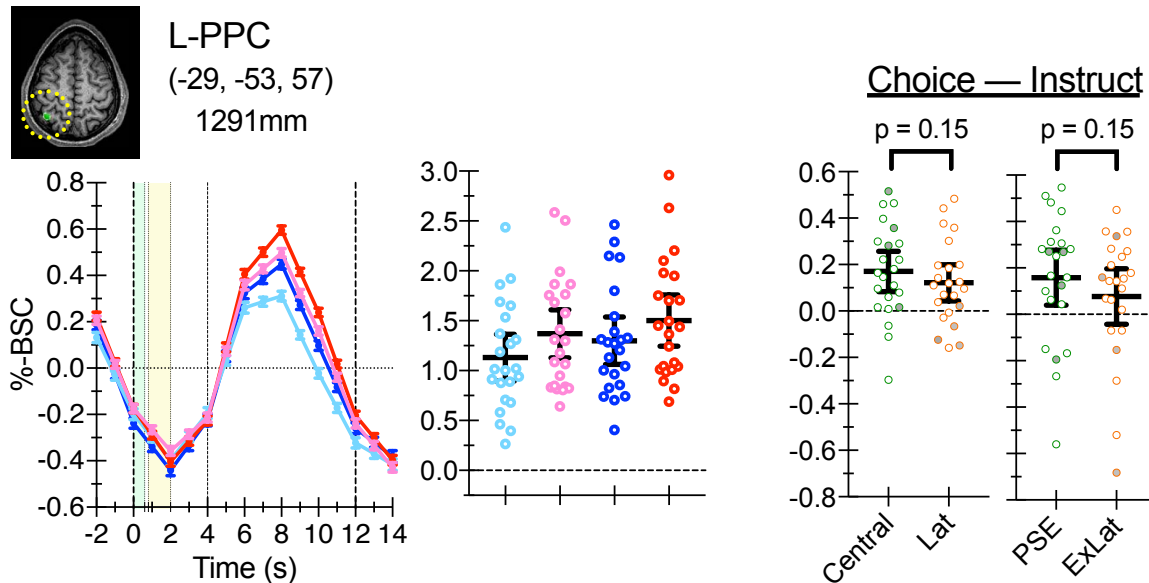 L-PPC
(-29, -53, 57)
1291mm
Choice — Instruct
p = 0.15
p = 0.15
%-BSC
0.8
0.6
0.4
0.2
0.0
-0.2
-0.4
-0.6
-2 0 2 4 6 8 10 12 14
Time (s)
3.0
2.5
2.0
1.5
1.0
0.5
0.0
0.6
0.4
0.2
0.0
-0.2
-0.4
-0.6
-0.8
Central
Lat
PSE
ExLat